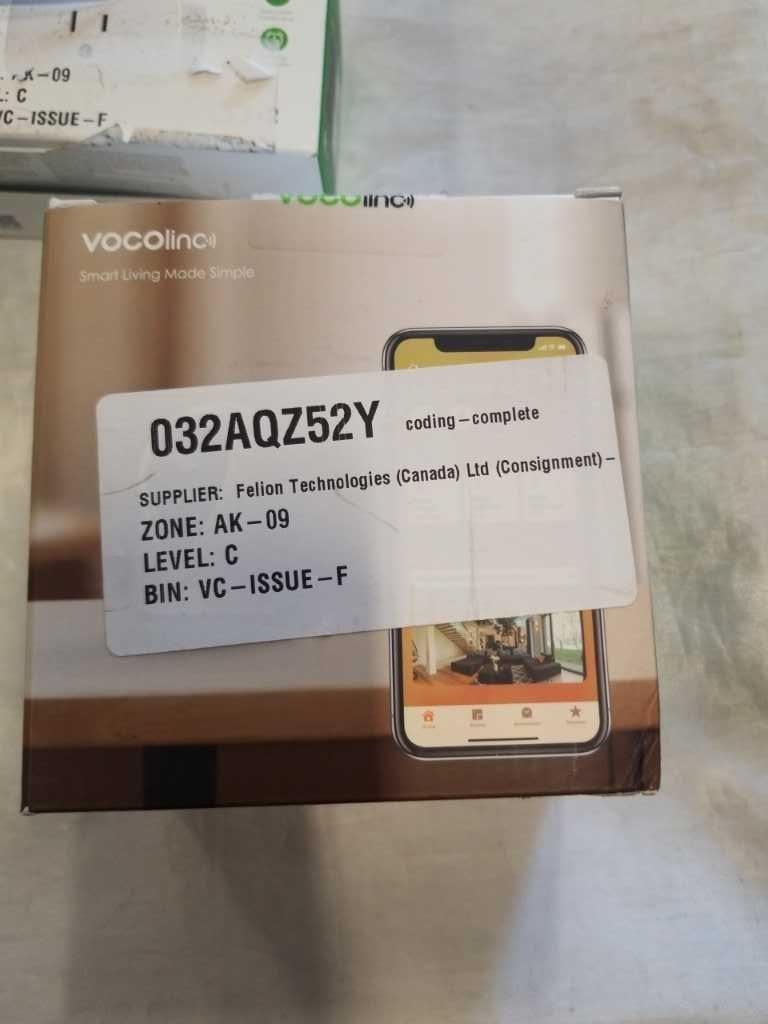 K-09
L: C
VC-ISSUE-F
VOCOlinc
VOCOlinc
Smart Living Made Simple
032AQZ52Y coding-complete
SUPPLIER: Felion Technologies (Canada) Ltd (Consignment)-
ZONE: AK-09
LEVEL: C
BIN: VC-ISSUE-F